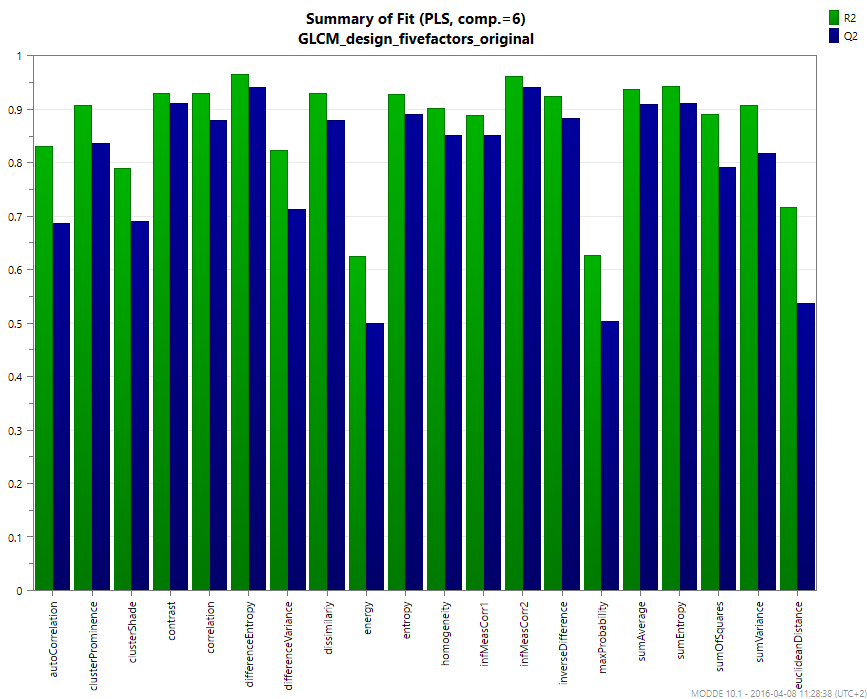 Summary of Fit (PLS, comp.=6)
GLCM_design_fivefactors_original
R2
Q2
1
0.9
0.8
0.7
0.6
0.5
0.4
0.3
0.2
0.1
0
autoCorrelation
clusterProminence
clusterShade
contrast
correlation
differenceEntropy
differenceVariance
dissimilariy
energy
entropy
homogeneity
infMeasCorr1
infMeasCorr2
inverseDifference
maxProbability
sumAverage
sumEntropy
sumOfSquares
sumVariance
euclideanDistance
MODDE 10.1 - 2016-04-08 11:28:38 (UTC+2)